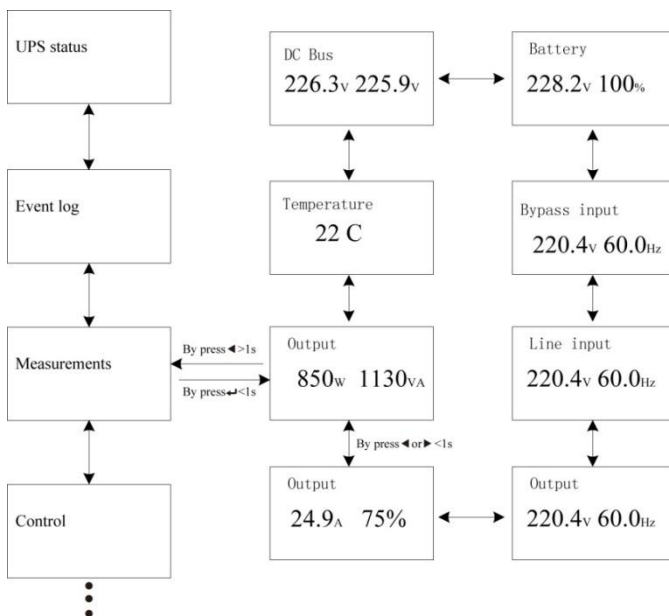 UPS status
Event log
Measurements
Control
By press◀>1s
By press↵<1s
DC Bus
226.3V 225.9V
Temperature
22 C
Output
850W 1130VA
By press◀or▶<1s
Output
24.9A 75%
Battery
228.2V 100%
Bypass input
220.4V 60.0Hz
Line input
220.4V 60.0Hz
Output
220.4V 60.0Hz